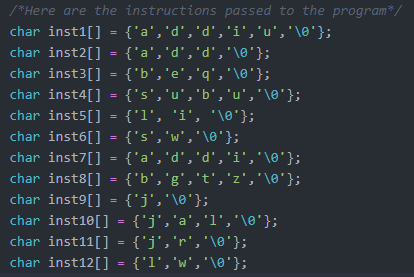 /*Here are the instructions passed to the program*/
char inst1[] = {'a','d','d','i','u','\0'};
char inst2[] = {'a','d','d','\0'};
char inst3[] = {'b','e','q','\0'};
char inst4[] = {'s','u','b','u','\0'};
char inst5[] = {'l', 'i', '\0'};
char inst6[] = {'s','w','\0'};
char inst7[] = {'a','d','d','i','\0'};
char inst8[] = {'b','g','t','z','\0'};
char inst9[] = {'j','\0'};
char inst10[] = {'j','a','l','\0'};
char inst11[] = {'j','r','\0'};
char inst12[] = {'l','w','\0'};